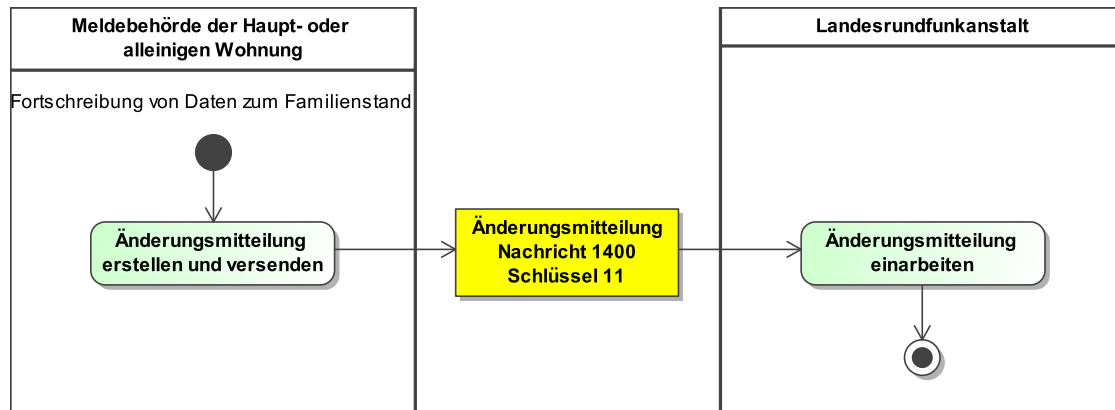 Meldebehörde der Haupt- oder
alleinigen Wohnung
Landesrundfunkanstalt
Fortschreibung von Daten zum Familienstand
Änderungsmitteilung
erstellen und versenden
Änderungsmitteilung
Nachricht 1400
Schlüssel 11
Änderungsmitteilung
einarbeiten